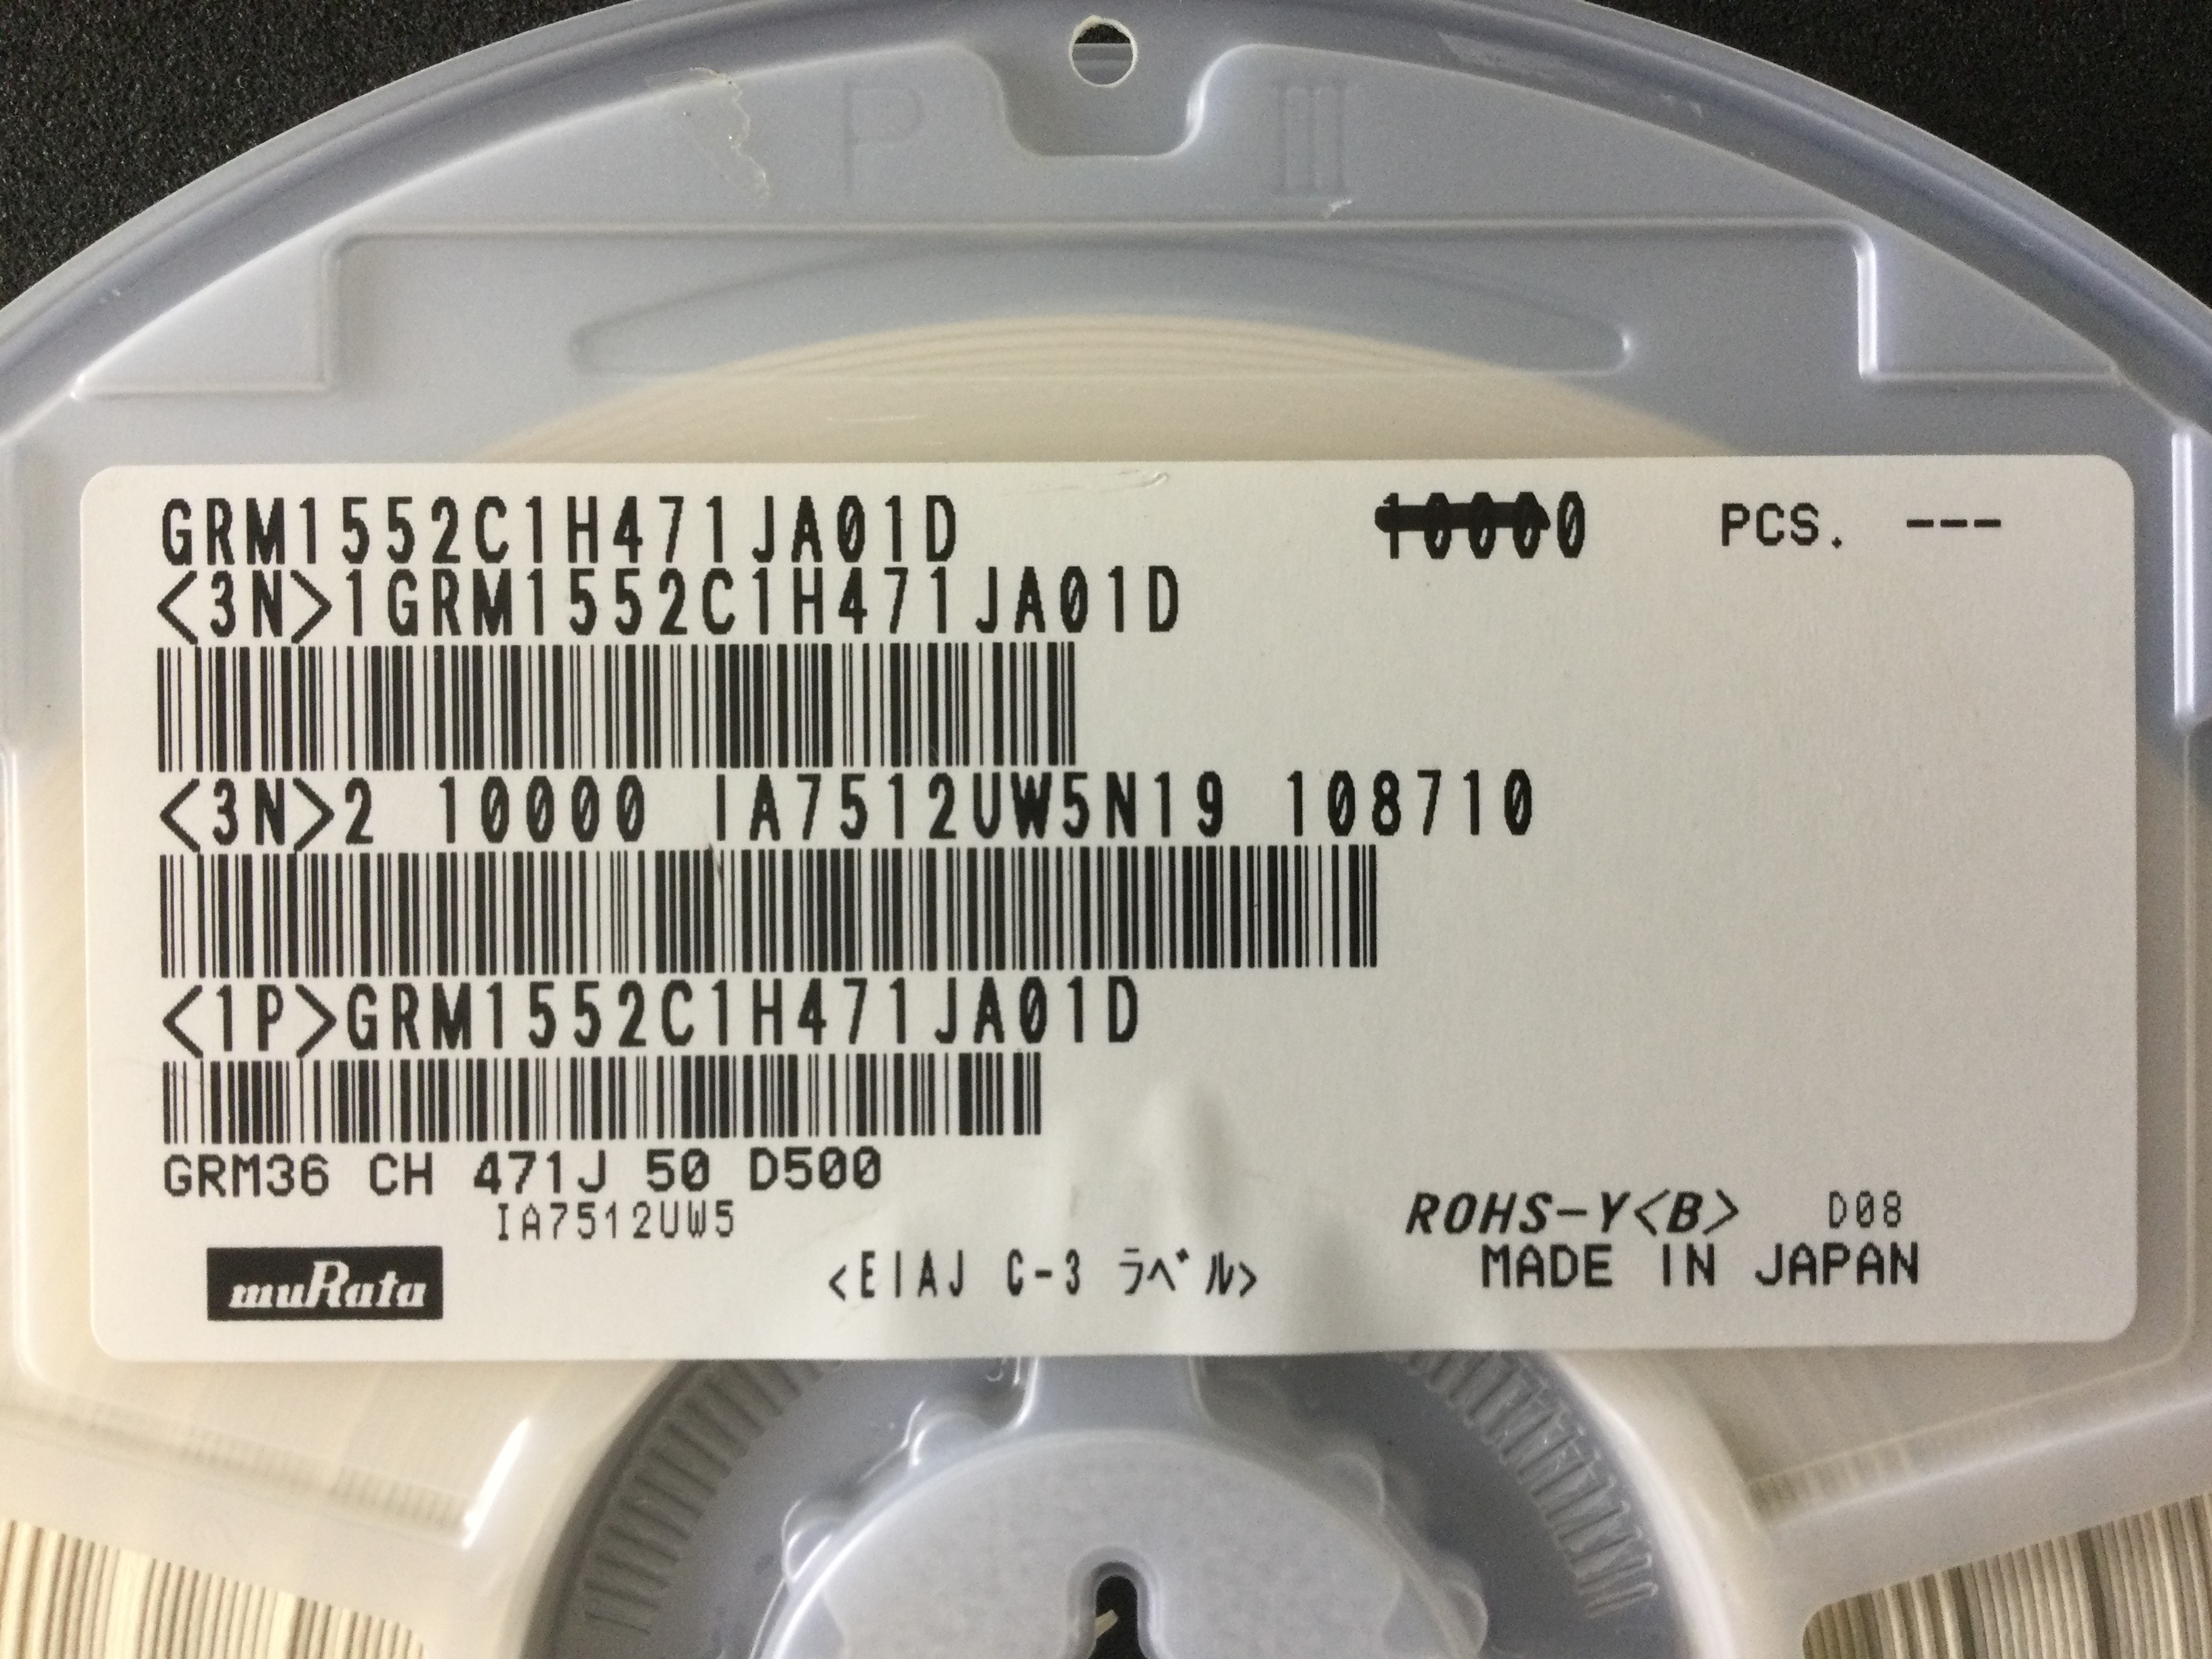 P III
GRM1552C1H471JA01D 10000 PCS. ---
<3N>1GRM1552C1H471JA01D
<3N>2 10000 IA7512UW5N19 108710
<1P>GRM1552C1H471JA01D
GRM36 CH 471J 50 D500
IA7512UW5
ROHS-Y<B> D08
muRata
<EIAJ C-3 ラベル>
MADE IN JAPAN